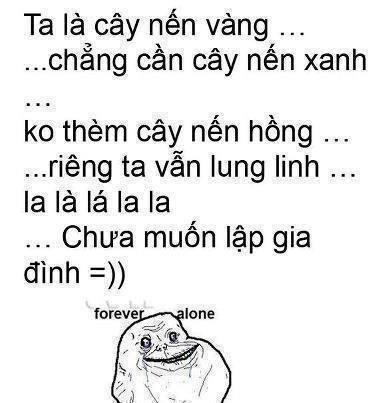 Ta là cây nến vàng …
...chẳng cần cây nến xanh
…
ko thèm cây nến hồng …
...riêng ta vẫn lung linh …
la là lá la la
… Chưa muốn lập gia
đình =))
forever alone